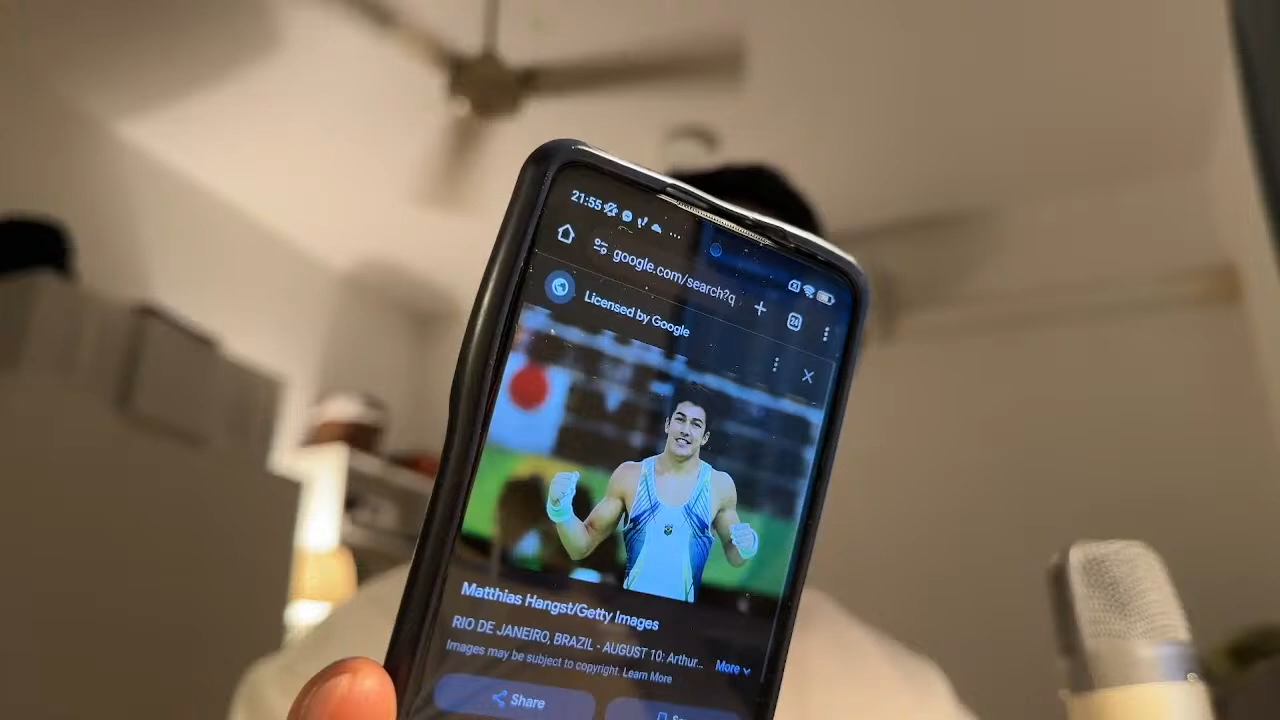 21:55
google.com/search?q
24
Licensed by Google
Matthias Hangst/Getty Images
RIO DE JANEIRO, BRAZIL - AUGUST 10: Arthur... More
Images may be subject to copyright. Learn More
Share